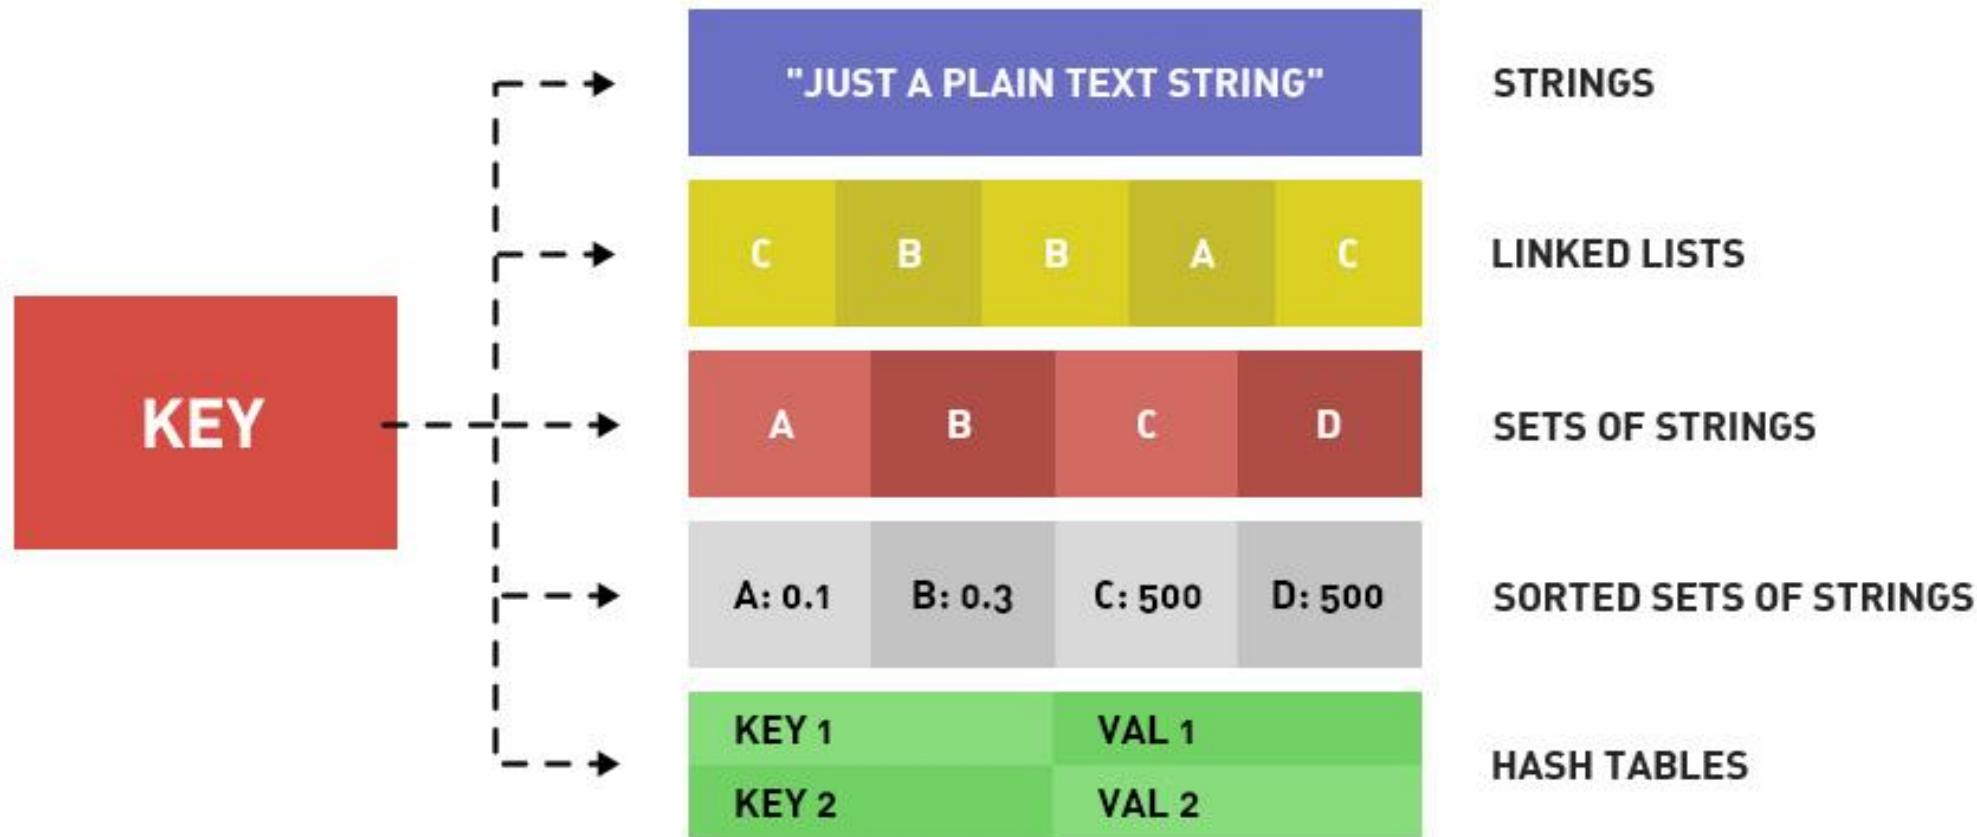 "JUST A PLAIN TEXT STRING" STRINGS
C B B A C LINKED LISTS
KEY
A B C D SETS OF STRINGS
A: 0.1 B: 0.3 C: 500 D: 500 SORTED SETS OF STRINGS
KEY 1 VAL 1
HASH TABLES
KEY 2 VAL 2